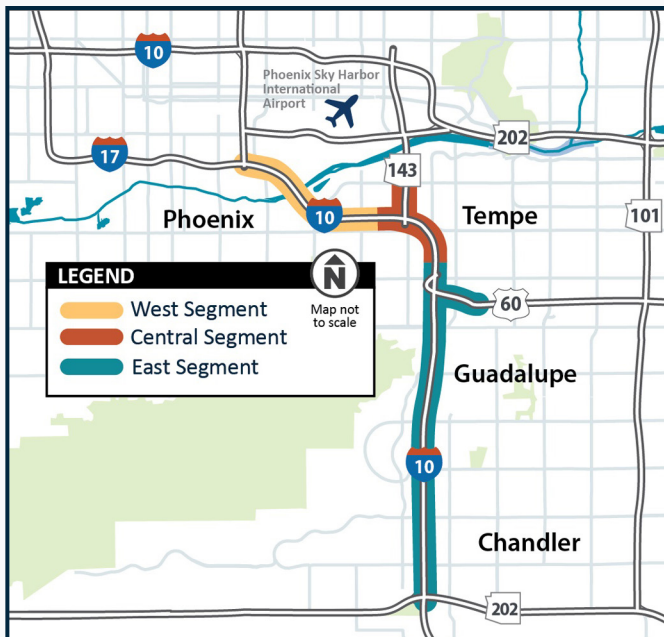 10
Phoenix Sky Harbor
International
Airport
202
17
143
Phoenix
10
Tempe
101
LEGEND
N
Map not
to scale
West Segment
Central Segment
East Segment
60
Guadalupe
10
Chandler
202